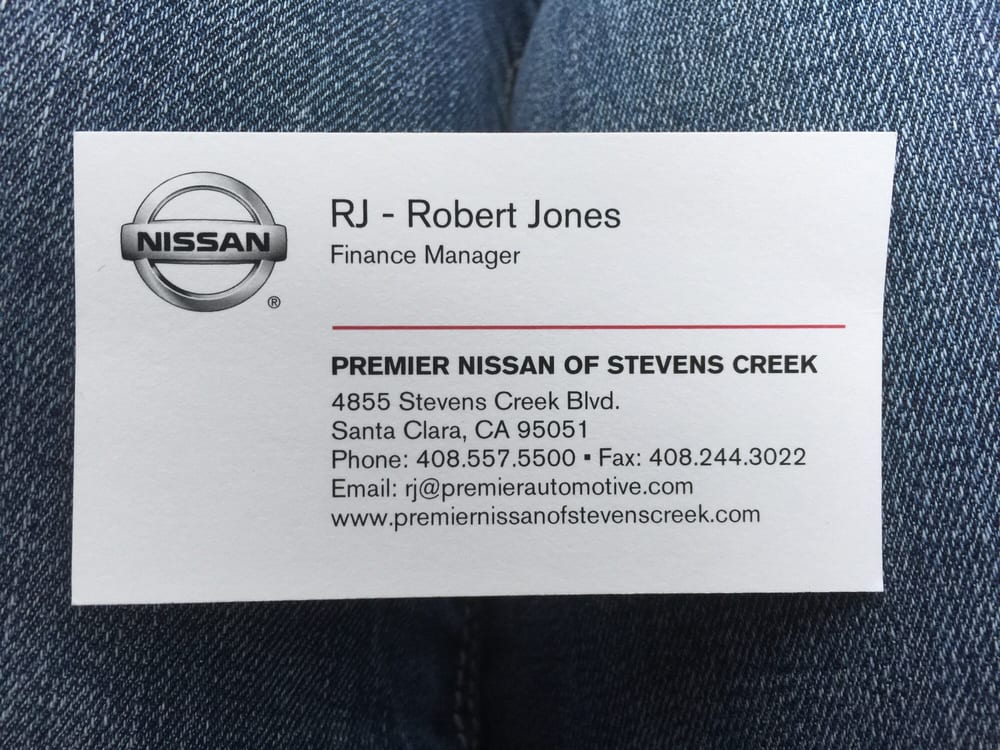 NISSAN
®
RJ - Robert Jones
Finance Manager
PREMIER NISSAN OF STEVENS CREEK
4855 Stevens Creek Blvd.
Santa Clara, CA 95051
Phone: 408.557.5500 ▪ Fax: 408.244.3022
Email: rj@premierautomotive.com
www.premiernissanofstevenscreek.com